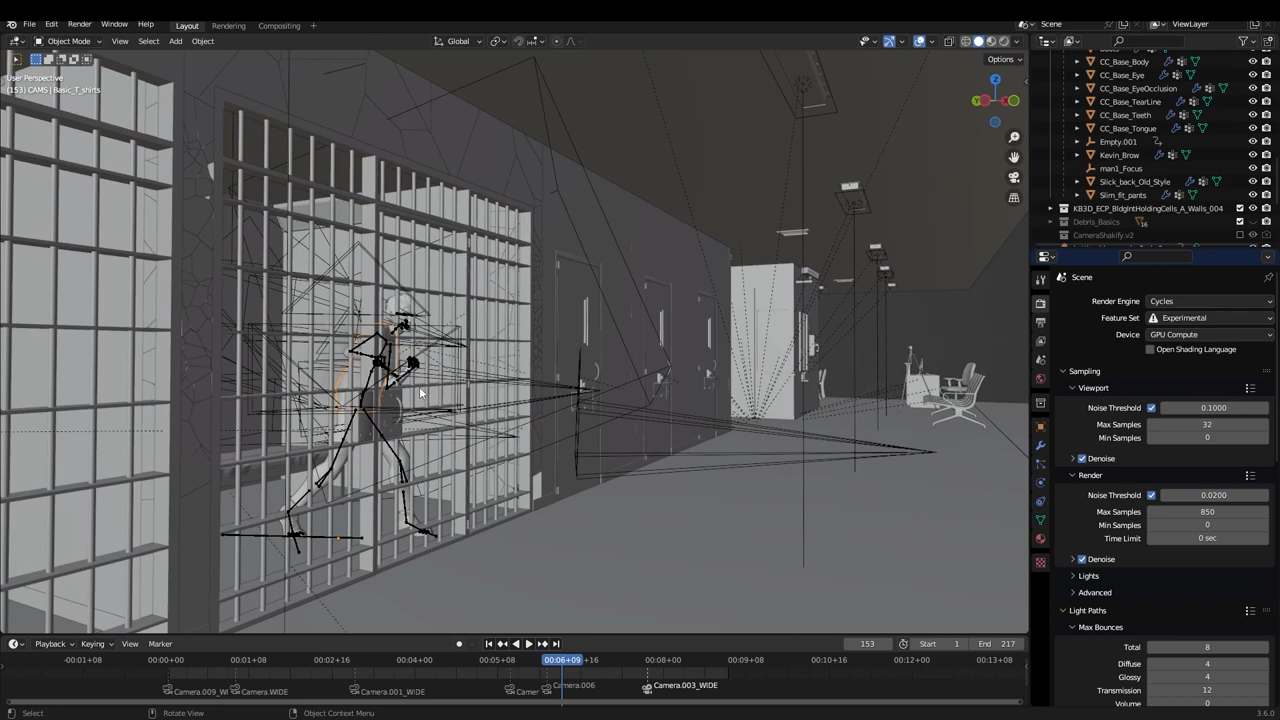 File Edit Render Window Help Layout Rendering Compositing + Scene ViewLayer
Object Mode View Select Add Object Global
Options
User Perspective
(153) CAMS | Basic_T_shirts
CC_Base_Body
CC_Base_Eye
CC_Base_EyeOcclusion
CC_Base_TearLine
CC_Base_Teeth
CC_Base_Tongue
Empty.001
Kevin_Brow
man1_Focus
Slick_back_Old_Style
Slim_fit_pants
KB3D_ECP_BldgIntHoldingCells_A_Walls_004
Debris_Basics 16
CameraShakify.v2
Scene
Render Engine Cycles
Feature Set Experimental
Device GPU Compute
Open Shading Language
Sampling
Viewport
Noise Threshold 0.1000
Max Samples 32
Min Samples 0
Denoise
Render
Noise Threshold 0.0200
Max Samples 850
Min Samples 0
Time Limit 0 sec
Denoise
Lights
Advanced
Light Paths
Max Bounces
Total 8
Diffuse 4
Glossy 4
Transmission 12
Volume 0
Playback Keying View Marker 153 Start 1 End 217
-00:01+08 00:00+00 00:01+08 00:02+16 00:04+00 00:05+08 00:06+09 +16 00:08+00 00:09+08 00:10+16 00:12+00 00:13+08
Camera.009_WI Camera.WIDE Camera.001_WIDE Camer Camera.006 Camera.003_WIDE
Select Rotate View Object Context Menu 3.6.0